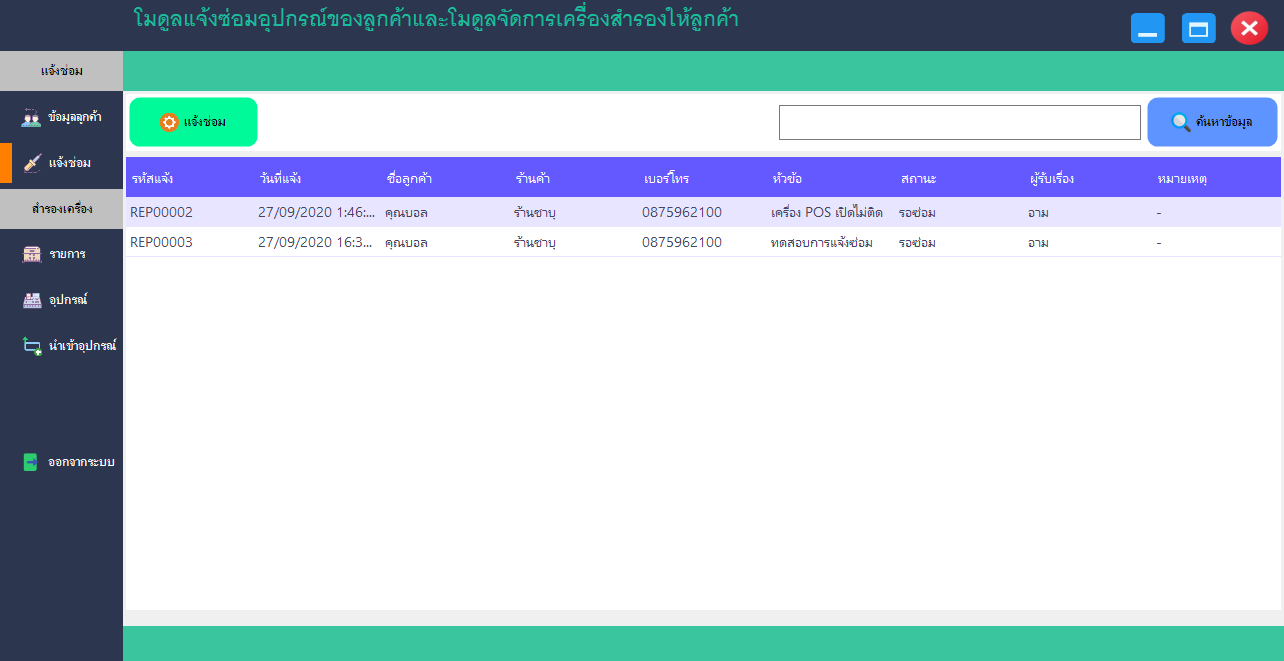 โมดูลแจ้งซ่อมอุปกรณ์ของลูกค้าและโมดูลจัดการเครื่องสำรองให้ลูกค้า
แจ้งซ่อม
ข้อมูลลูกค้า
แจ้งซ่อม
สำรองเครื่อง
รายการ
อุปกรณ์
นำเข้าอุปกรณ์
ออกจากระบบ
แจ้งซ่อม
ค้นหาข้อมูล
รหัสแจ้ง วันที่แจ้ง ชื่อลูกค้า ร้านค้า เบอร์โทร หัวข้อ สถานะ ผู้รับเรื่อง หมายเหตุ
REP00002 27/09/2020 1:46:... คุณบอล ร้านชาบุ 0875962100 เครื่อง POS เปิดไม่ติด รอซ่อม อาม -
REP00003 27/09/2020 16:3... คุณบอล ร้านชาบุ 0875962100 ทดสอบการแจ้งซ่อม รอซ่อม อาม -